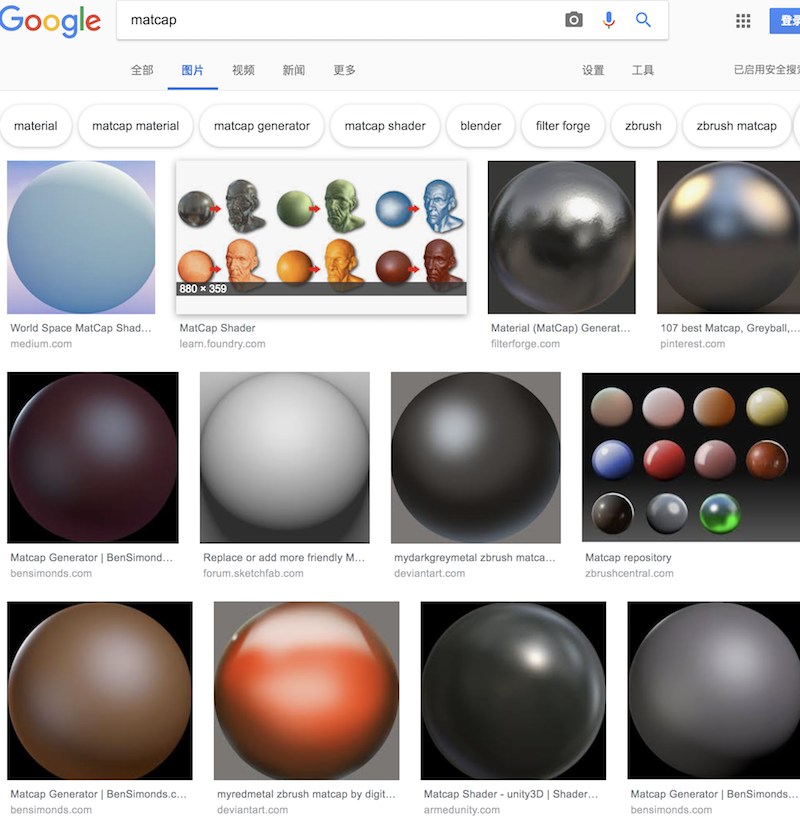 Google
matcap
登录
全部 图片 视频 新闻 更多 设置 工具 已启用安全搜索
material matcap material matcap generator matcap shader blender filter forge zbrush zbrush matcap
880 × 359
World Space MatCap Shad... MatCap Shader Material (MatCap) Generat... 107 best Matcap, Greyball,...
medium.com learn.foundry.com filterforge.com pinterest.com
Matcap Generator | BenSimond... Replace or add more friendly M... mydarkgreymetal zbrush matca... Matcap repository
bensimonds.com forum.sketchfab.com deviantart.com zbrushcentral.com
Matcap Generator | BenSimonds.c... myredmetal zbrush matcap by digit... Matcap Shader - unity3D | Shader... Matcap Generator | BenSimonds...
bensimonds.com deviantart.com armedunity.com bensimonds.com